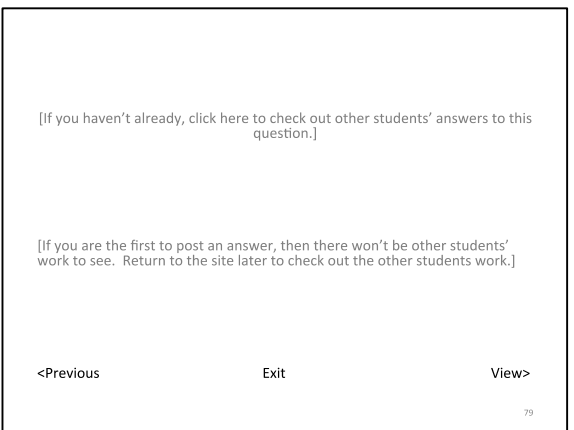 [If you haven’t already, click here to check out other students’ answers to this
question.]
[If you are the first to post an answer, then there won’t be other students’
work to see.  Return to the site later to check out the other students work.]
<Previous Exit View>
79